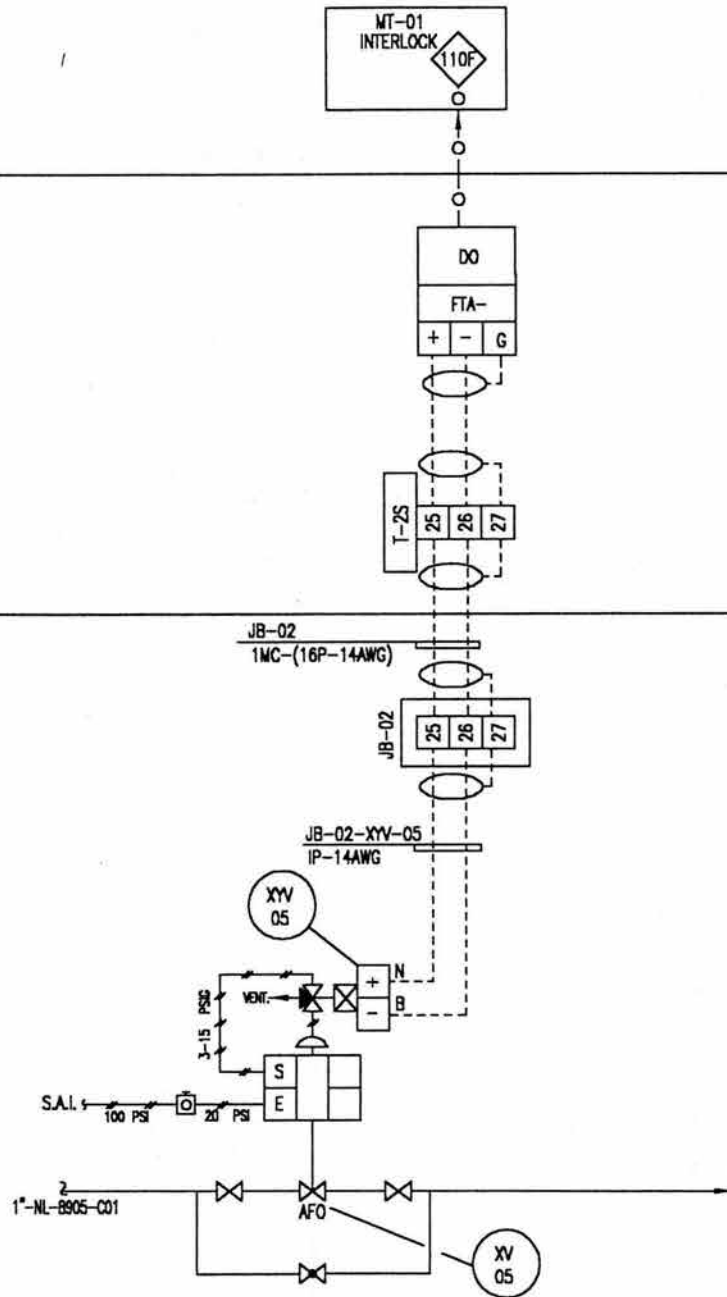 MT-01
INTERLOCK
110F
DO
FTA-
+ - G
T-2S
25 26 27
JB-02
1MC-(16P-14AWG)
JB-02
25 26 27
JB-02-XYV-05
IP-14AWG
XYV
05
+ N
- B
VENT.
3-15 PSIG
S
E
S.A.I.
100 PSI
20 PSI
1"-NL-8905-C01
AFO
XV
05